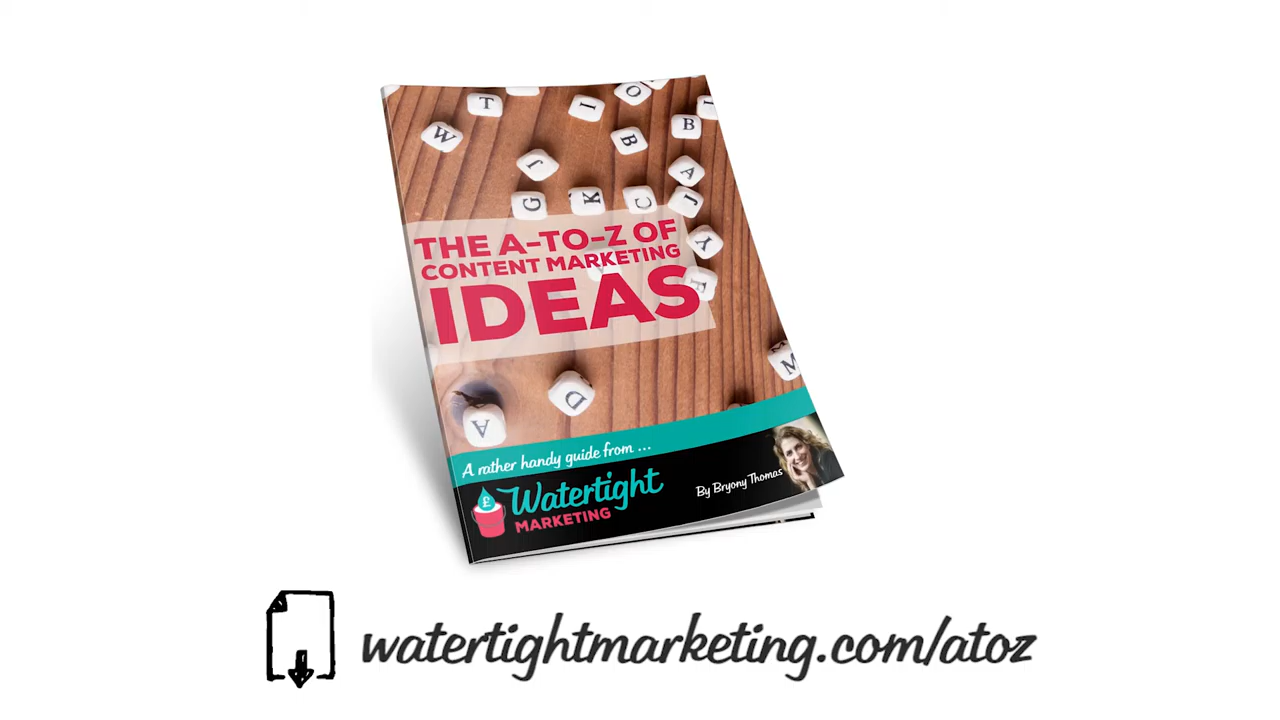 W
T
I
O
I
B
B
J
A
G
K
C
J
Y
THE A-TO-Z OF
CONTENT MARKETING
IDEAS
M
D
A
A rather handy guide from ...
£
Watertight
MARKETING
By Bryony Thomas
watertightmarketing.com/atoz